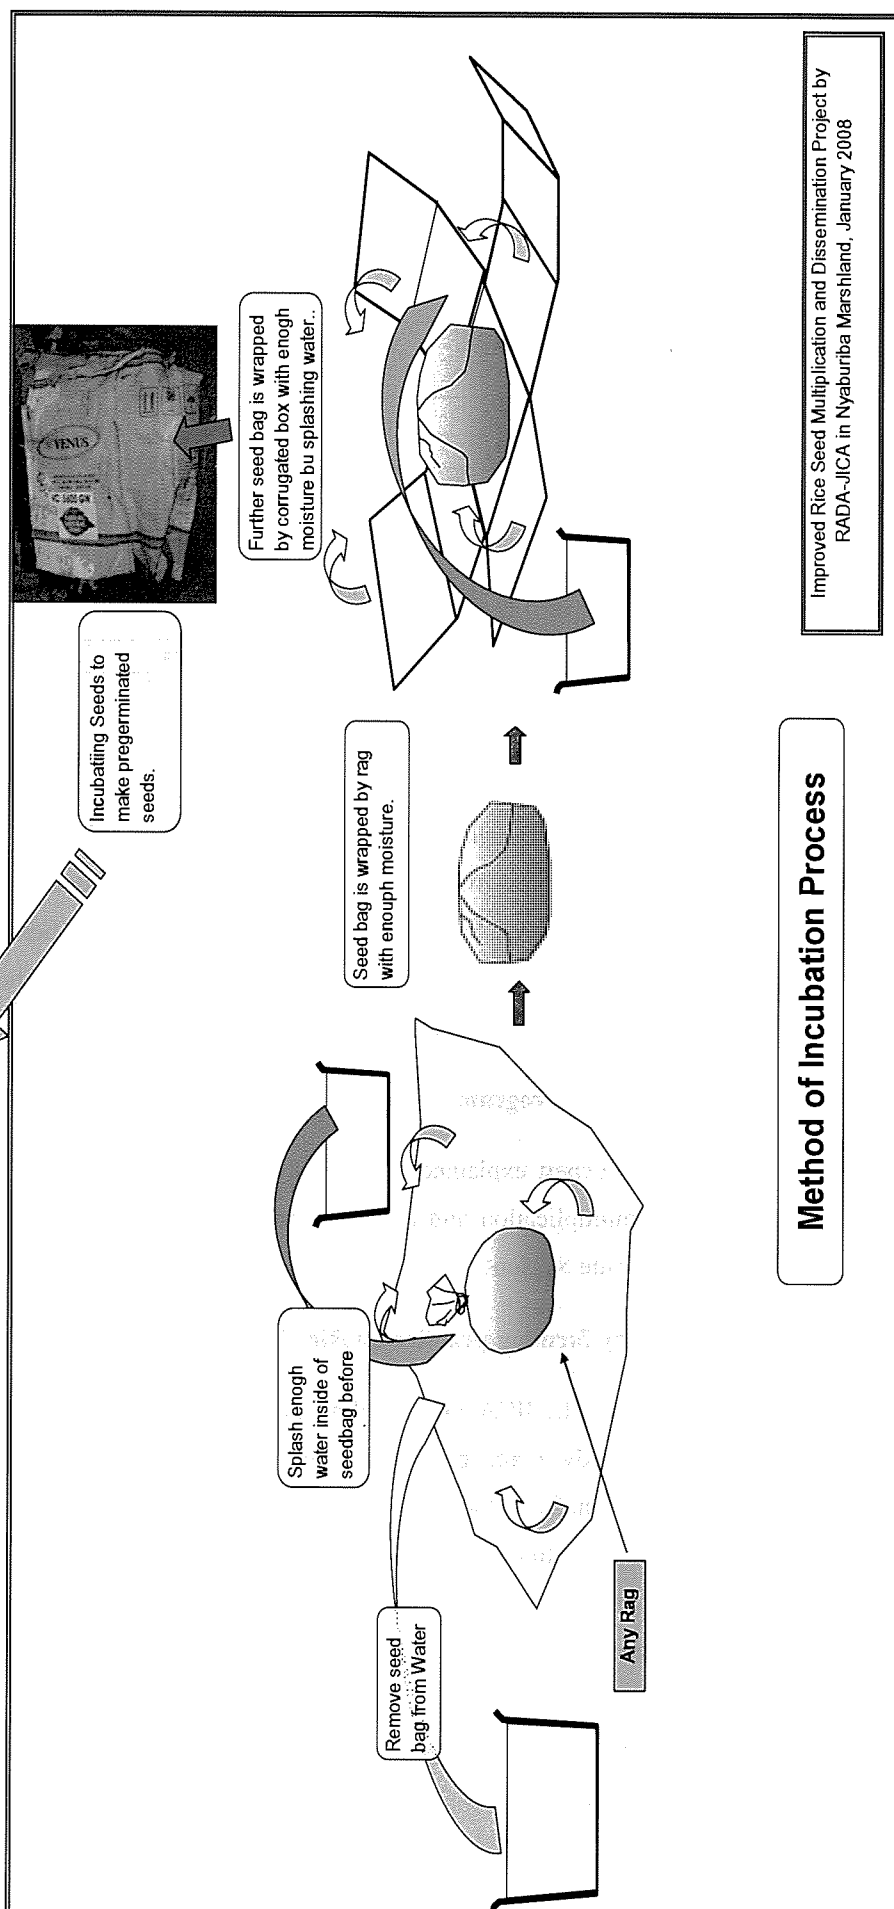 Improved Rice Seed Multiplication and Dissemination Project by
RADA-JICA in Nyaburiba Marshland, January 2008
Method of Incubation Process
Remove seed
bag from Water
Any Rag
Splash enogh
water inside of
seedbag before
Seed bag is wrapped by rag
with enouph moisture.
Further seed bag is wrapped
by corrugated box with enogh
moisture bu splashing water..
Incubatiing Seeds to
make pregerminated
seeds.
VENUS